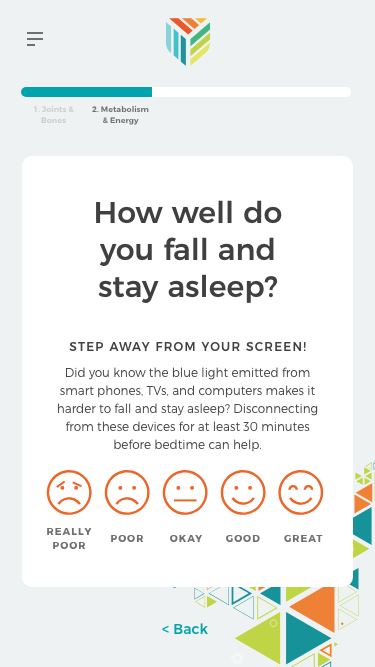 1. Joints &
Bones
2. Metabolism
& Energy
How well do
you fall and
stay asleep?
STEP AWAY FROM YOUR SCREEN!
Did you know the blue light emitted from
smart phones, TVs, and computers makes it
harder to fall and stay asleep? Disconnecting
from these devices for at least 30 minutes
before bedtime can help.
REALLY
POOR
POOR
OKAY
GOOD
GREAT
< Back